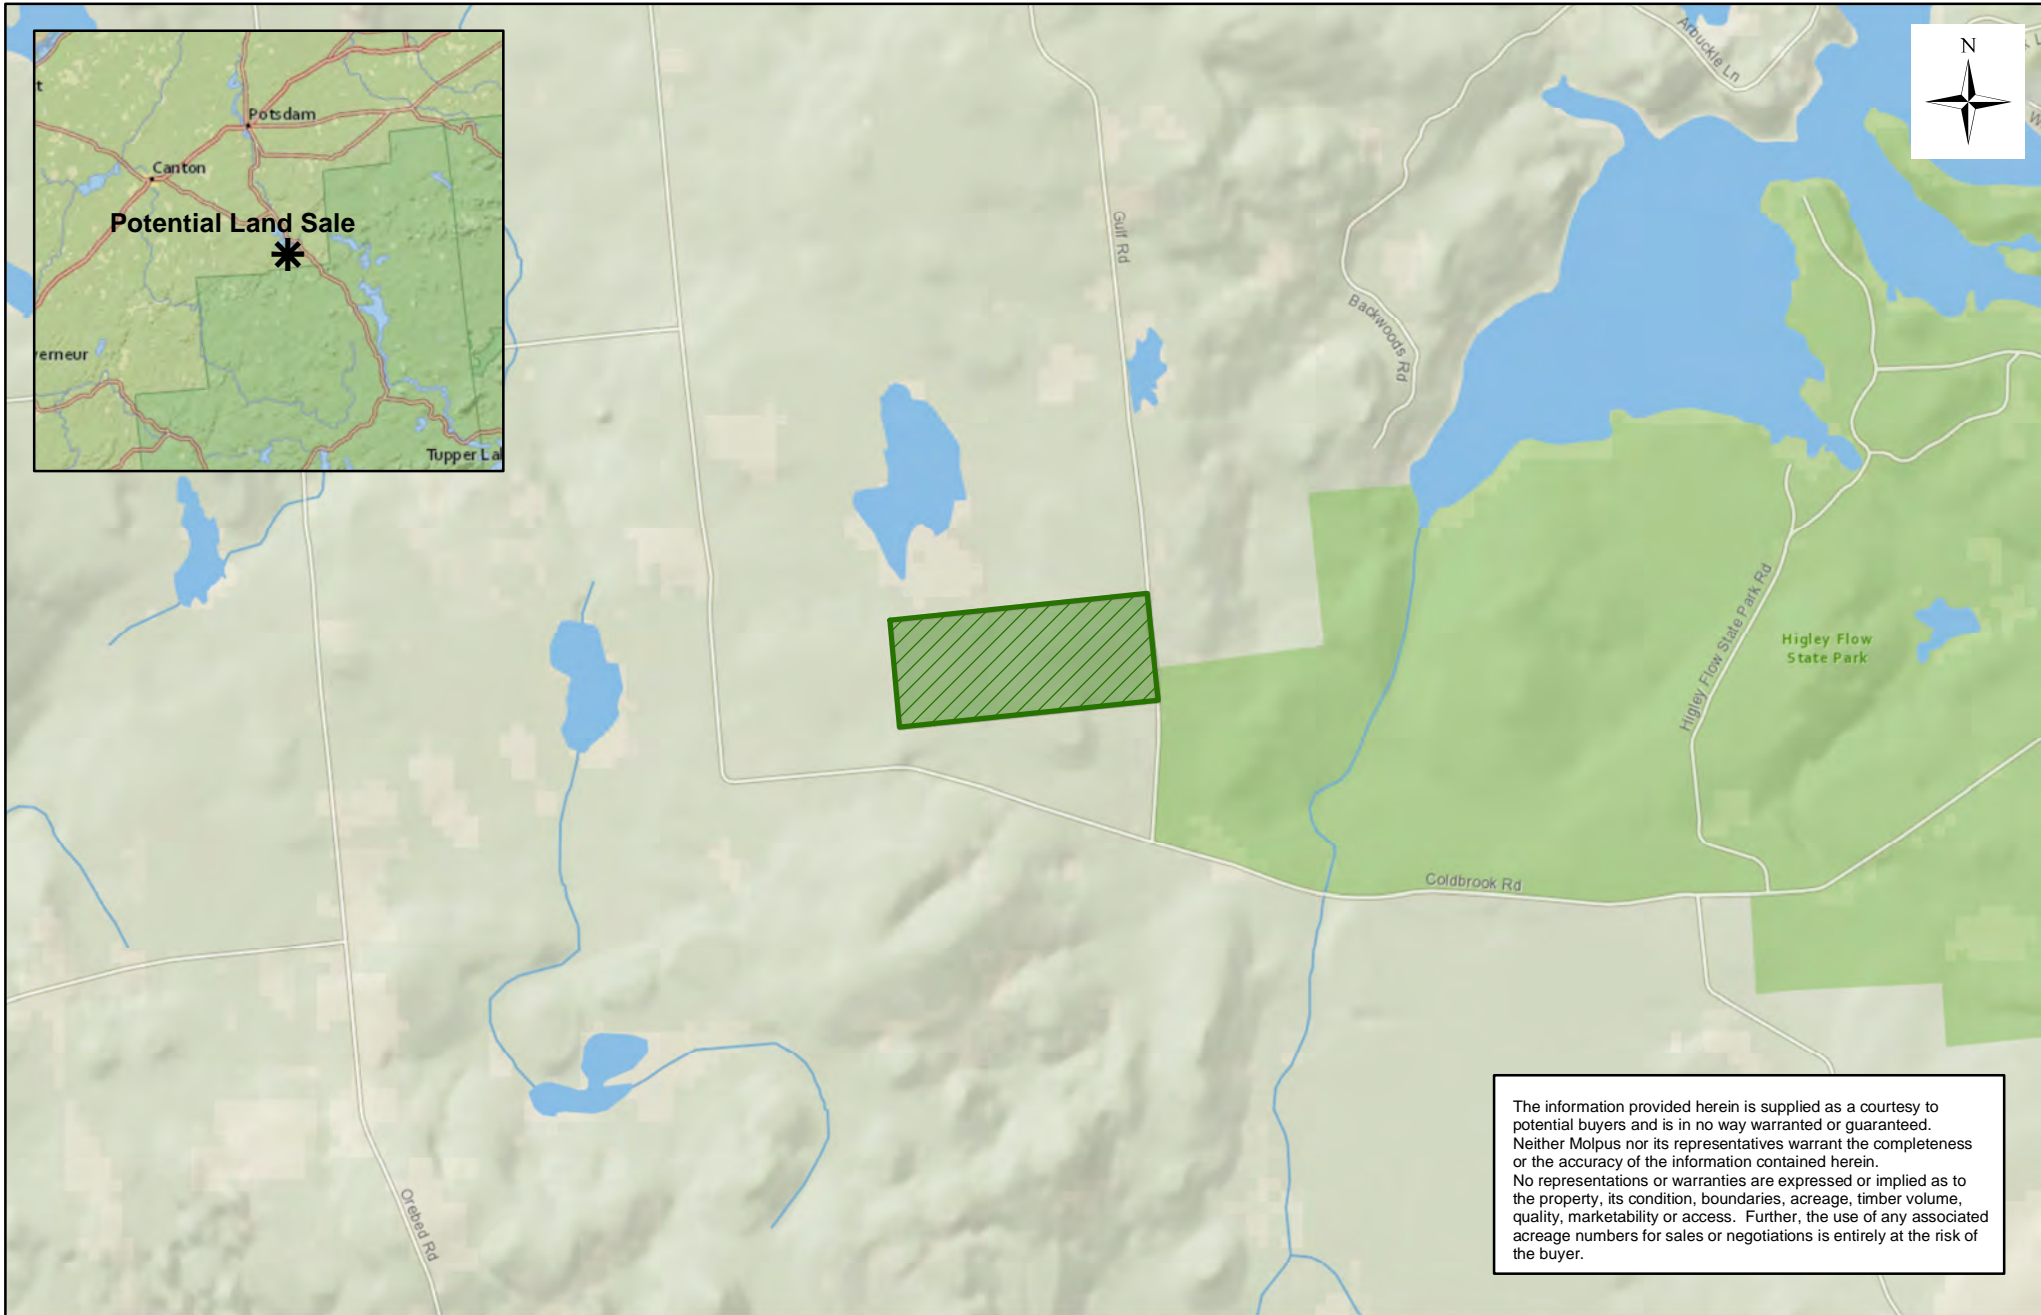 t
Potsdam
Canton
Potential Land Sale
verneur
Tupper La
Arbuckle Ln
N
Gulf Rd
Backwoods Rd
Higley Flow State Park Rd
Higley Flow
State Park
Coldbrook Rd
Orebed Rd
The information provided herein is supplied as a courtesy to
potential buyers and is in no way warranted or guaranteed.
Neither Molpus nor its representatives warrant the completeness
or the accuracy of the information contained herein.
No representations or warranties are expressed or implied as to
the property, its condition, boundaries, acreage, timber volume,
quality, marketability or access.  Further, the use of any associated
acreage numbers for sales or negotiations is entirely at the risk of
the buyer.